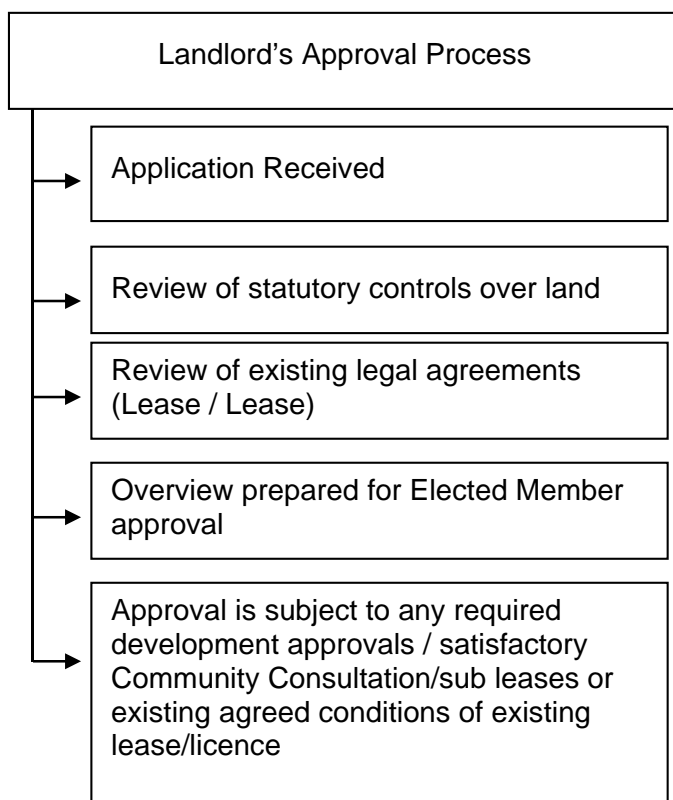 Landlord’s Approval Process
Application Received
Review of statutory controls over land
Review of existing legal agreements
(Lease / Lease)
Overview prepared for Elected Member
approval
Approval is subject to any required
development approvals / satisfactory
Community Consultation/sub leases or
existing agreed conditions of existing
lease/licence